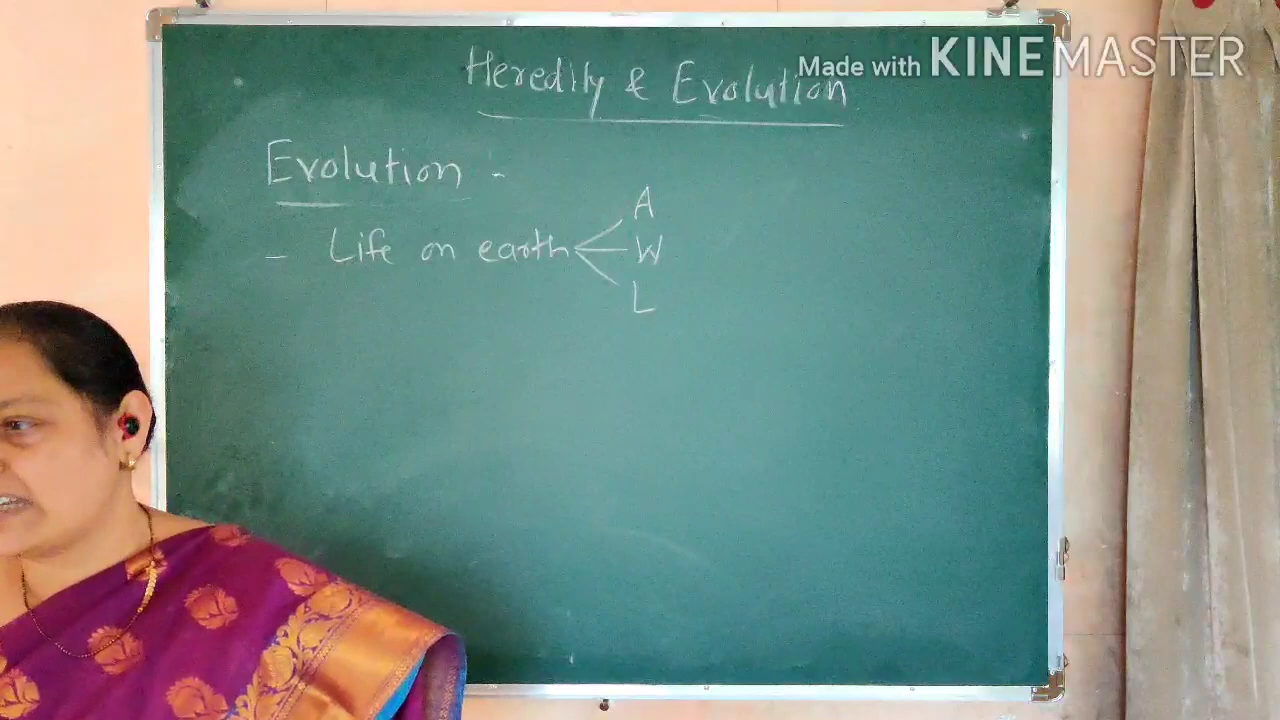 Made with KINEMASTER
Heredity & Evolution
Evolution :-
- Life on earth
A
W
L